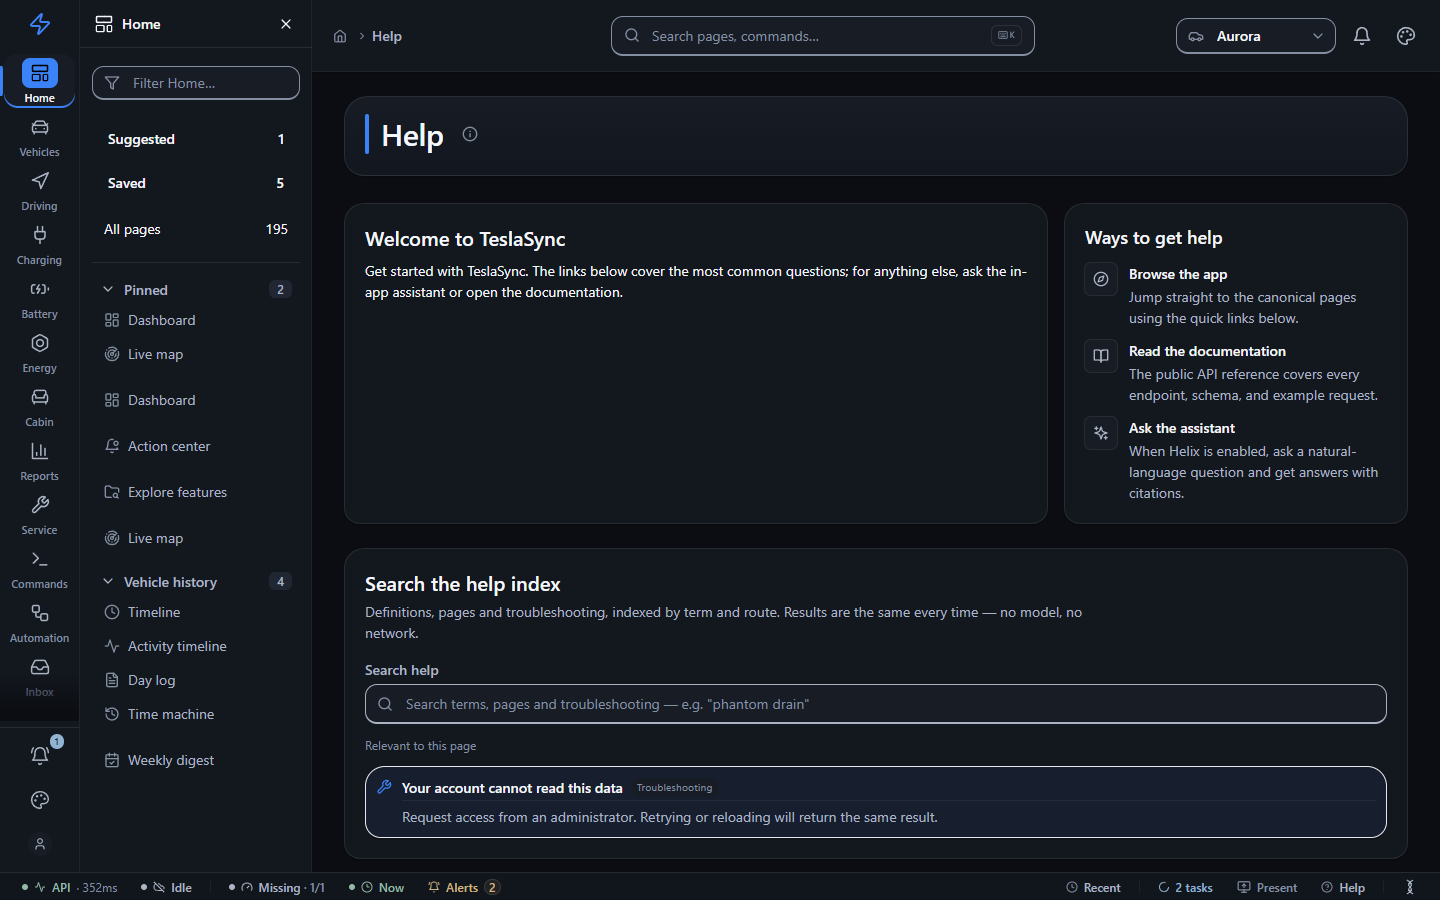 Home
Help
Search pages, commands...
K
Aurora
Home
Vehicles
Driving
Charging
Battery
Energy
Cabin
Reports
Service
Commands
Automation
Inbox
1
Filter Home...
Suggested 1
Saved 5
All pages 195
Pinned 2
Dashboard
Live map
Dashboard
Action center
Explore features
Live map
Vehicle history 4
Timeline
Activity timeline
Day log
Time machine
Weekly digest
Help
Welcome to TeslaSync
Get started with TeslaSync. The links below cover the most common questions; for anything else, ask the in-
app assistant or open the documentation.
Ways to get help
Browse the app
Jump straight to the canonical pages
using the quick links below.
Read the documentation
The public API reference covers every
endpoint, schema, and example request.
Ask the assistant
When Helix is enabled, ask a natural-
language question and get answers with
citations.
Search the help index
Definitions, pages and troubleshooting, indexed by term and route. Results are the same every time — no model, no
network.
Search help
Search terms, pages and troubleshooting — e.g. "phantom drain"
Relevant to this page
Your account cannot read this data Troubleshooting
Request access from an administrator. Retrying or reloading will return the same result.
API · 352ms Idle Missing · 1/1 Now Alerts 2 Recent 2 tasks Present Help